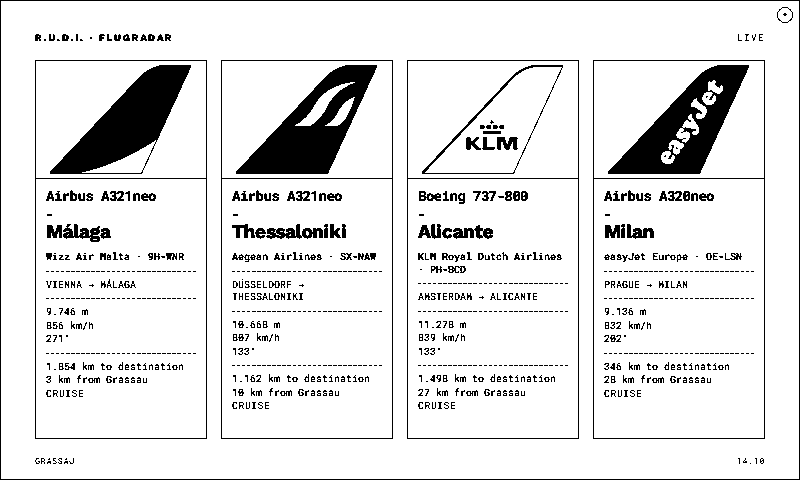 R.U.D.I. · FLUGRADAR
LIVE
Airbus A321neo
-
Málaga
Wizz Air Malta · 9H-WNR
VIENNA → MÁLAGA
9.746 m
856 km/h
271°
1.854 km to destination
3 km from Grassau
CRUISE
Airbus A321neo
-
Thessaloniki
Aegean Airlines · SX-NAW
DÜSSELDORF →
THESSALONIKI
10.668 m
807 km/h
133°
1.162 km to destination
10 km from Grassau
CRUISE
KLM
Boeing 737-800
-
Alicante
KLM Royal Dutch Airlines
· PH-BCD
AMSTERDAM → ALICANTE
11.278 m
839 km/h
133°
1.498 km to destination
27 km from Grassau
CRUISE
easyJet
Airbus A320neo
-
Milan
easyJet Europe · OE-LSN
PRAGUE → MILAN
9.136 m
832 km/h
202°
346 km to destination
28 km from Grassau
CRUISE
GRASSAU
14.10